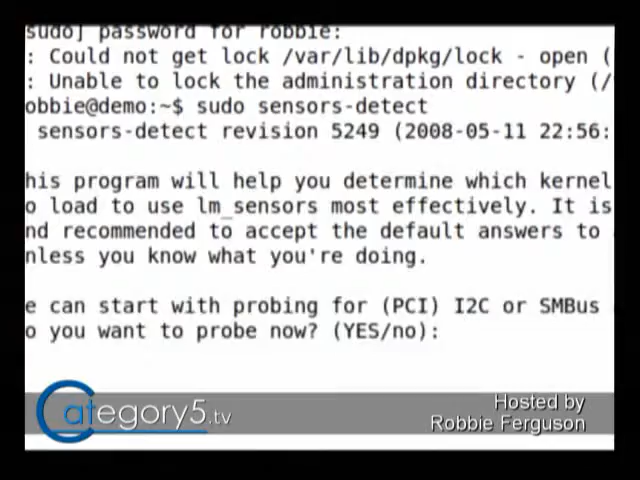 sudo] password for robbie:
: Could not get lock /var/lib/dpkg/lock - open (
: Unable to lock the administration directory (/
obbie@demo:~$ sudo sensors-detect
 sensors-detect revision 5249 (2008-05-11 22:56:
his program will help you determine which kernel
o load to use lm_sensors most effectively. It is
nd recommended to accept the default answers to
nless you know what you're doing.
e can start with probing for (PCI) I2C or SMBus
o you want to probe now? (YES/no):
Category5.tv
Hosted by
Robbie Ferguson